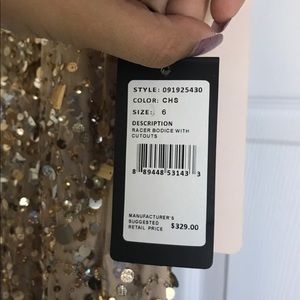 STYLE: 091925430
COLOR: CHS
SIZE: 6
DESCRIPTION
RACER BODICE WITH
CUTOUTS
8 89448 53143 3
MANUFACTURER'S
SUGGESTED
RETAIL PRICE $329.00